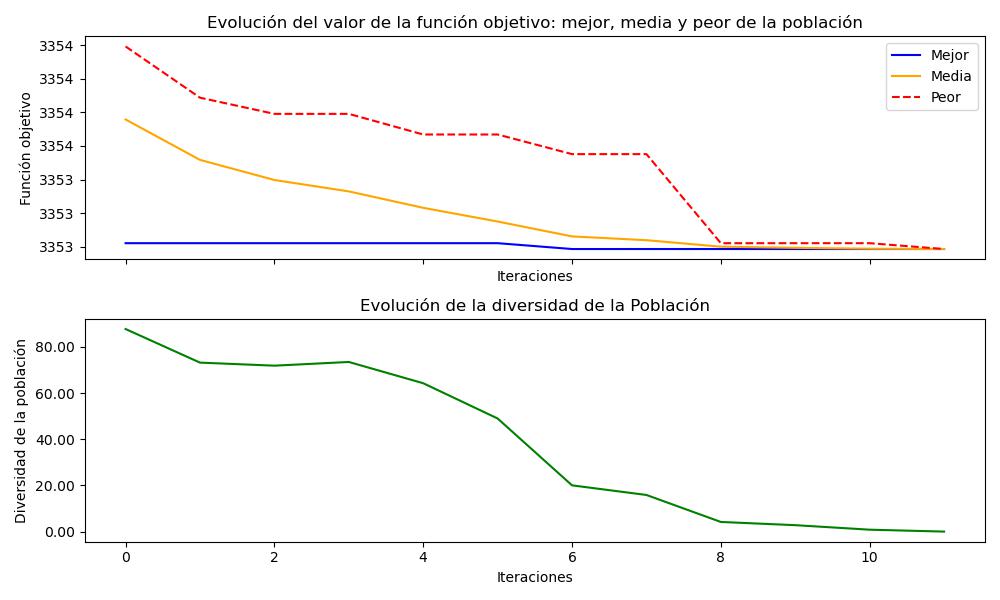 Evolución del valor de la función objetivo: mejor, media y peor de la población
Función objetivo
3354
3354
3354
3354
3353
3353
3353
Mejor
Media
Peor
Iteraciones
Evolución de la diversidad de la Población
Diversidad de la población
80.00
60.00
40.00
20.00
0.00
0 2 4 6 8 10
Iteraciones